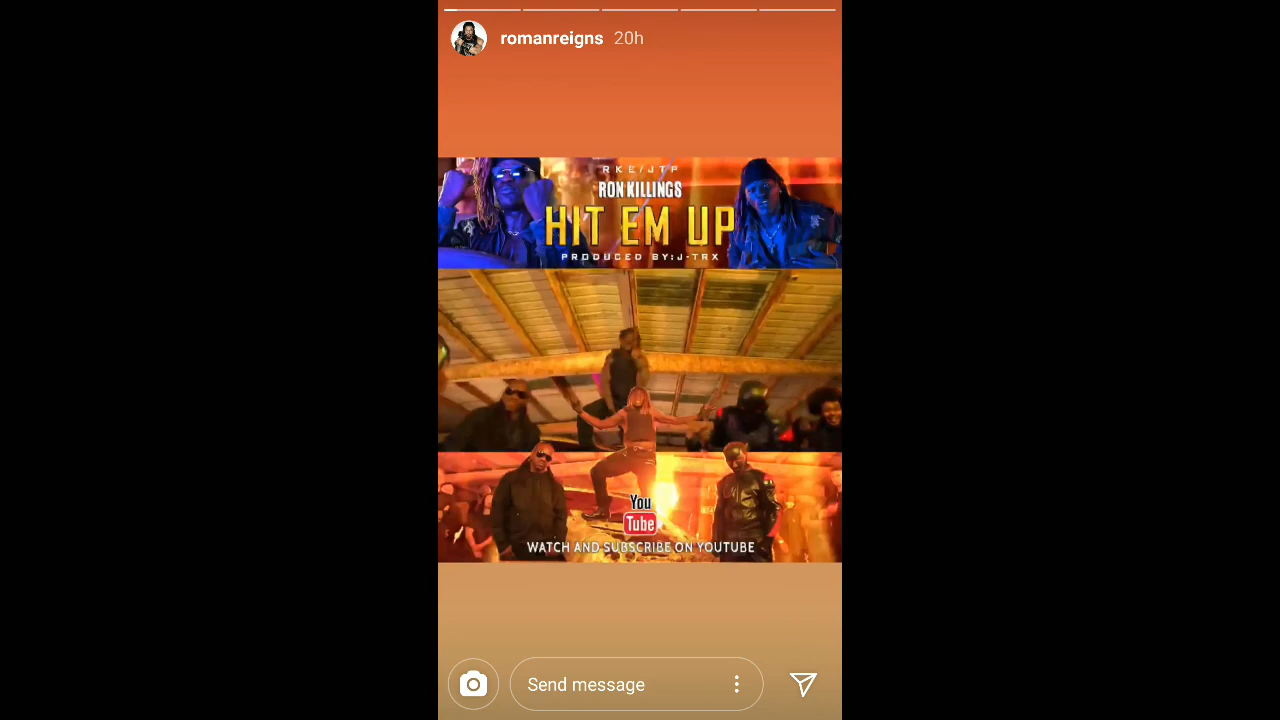 romanreigns 20h
RKE/JTP
RON KILLINGS
HIT EM UP
PRODUCED BY:J-TRX
You
Tube
WATCH AND SUBSCRIBE ON YOUTUBE
Send message